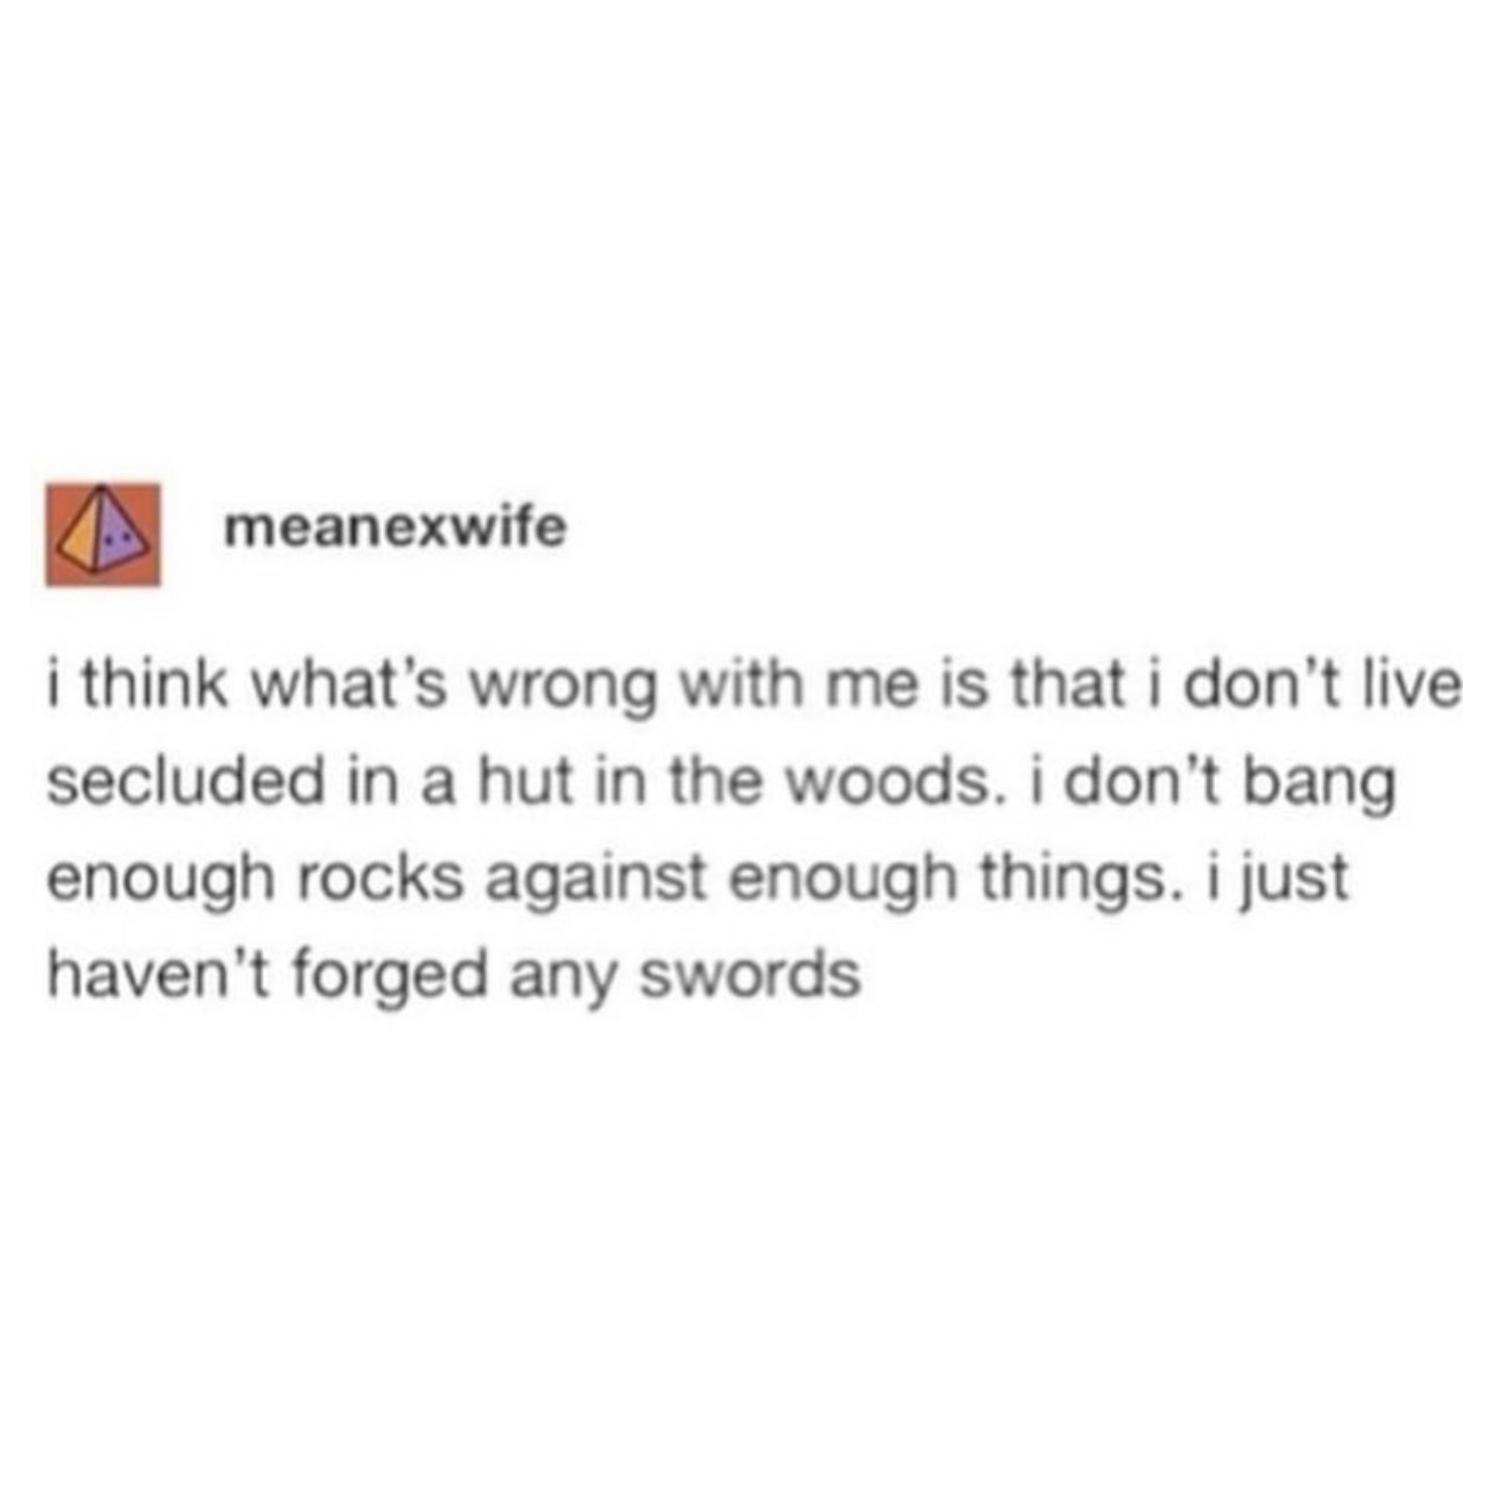 meanexwife
i think what’s wrong with me is that i don’t live
secluded in a hut in the woods. i don’t bang
enough rocks against enough things. i just
haven’t forged any swords